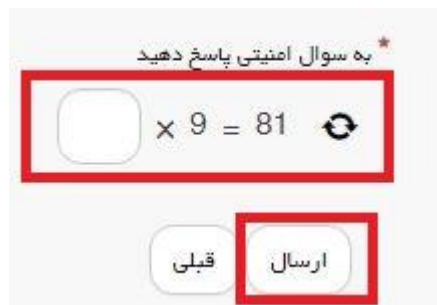 * به سوال امنیتی پاسخ دهید
× 9 = 81
ارسال
قبلی